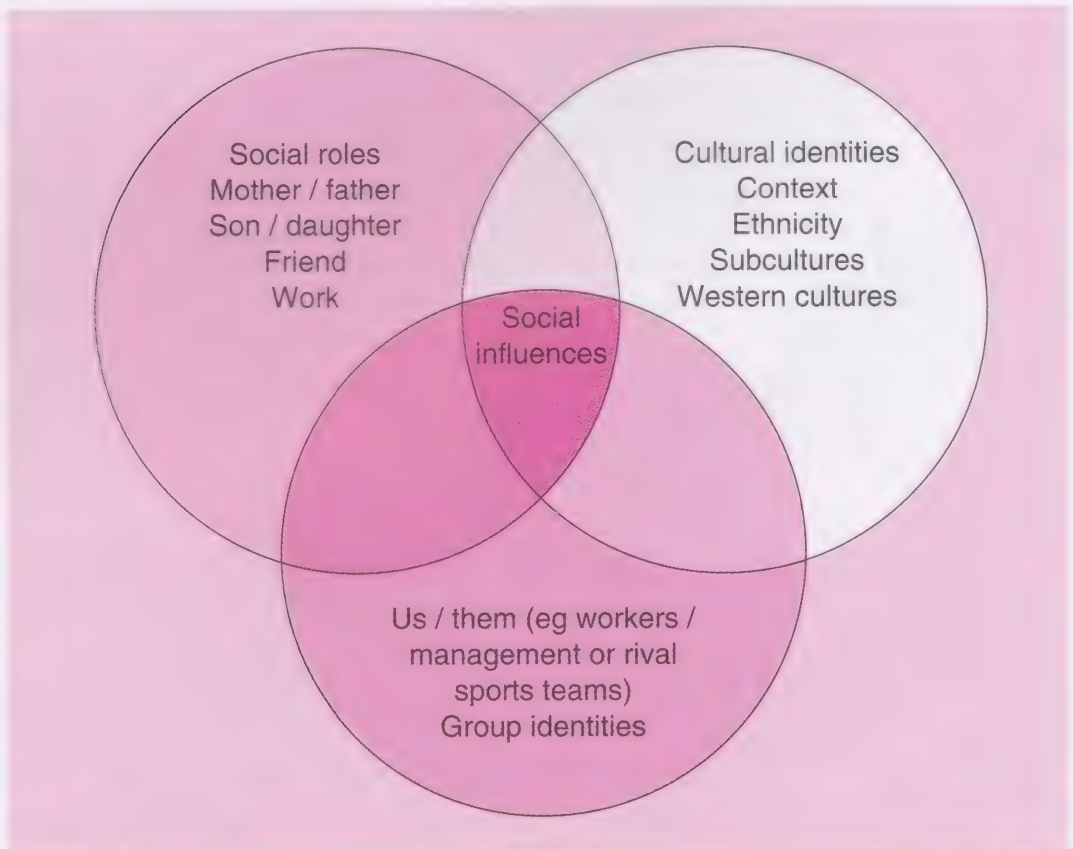 Social roles
Mother / father
Son / daughter
Friend
Work
Cultural identities
Context
Ethnicity
Subcultures
Western cultures
Social
influences
Us / them (eg workers /
management or rival
sports teams)
Group identities